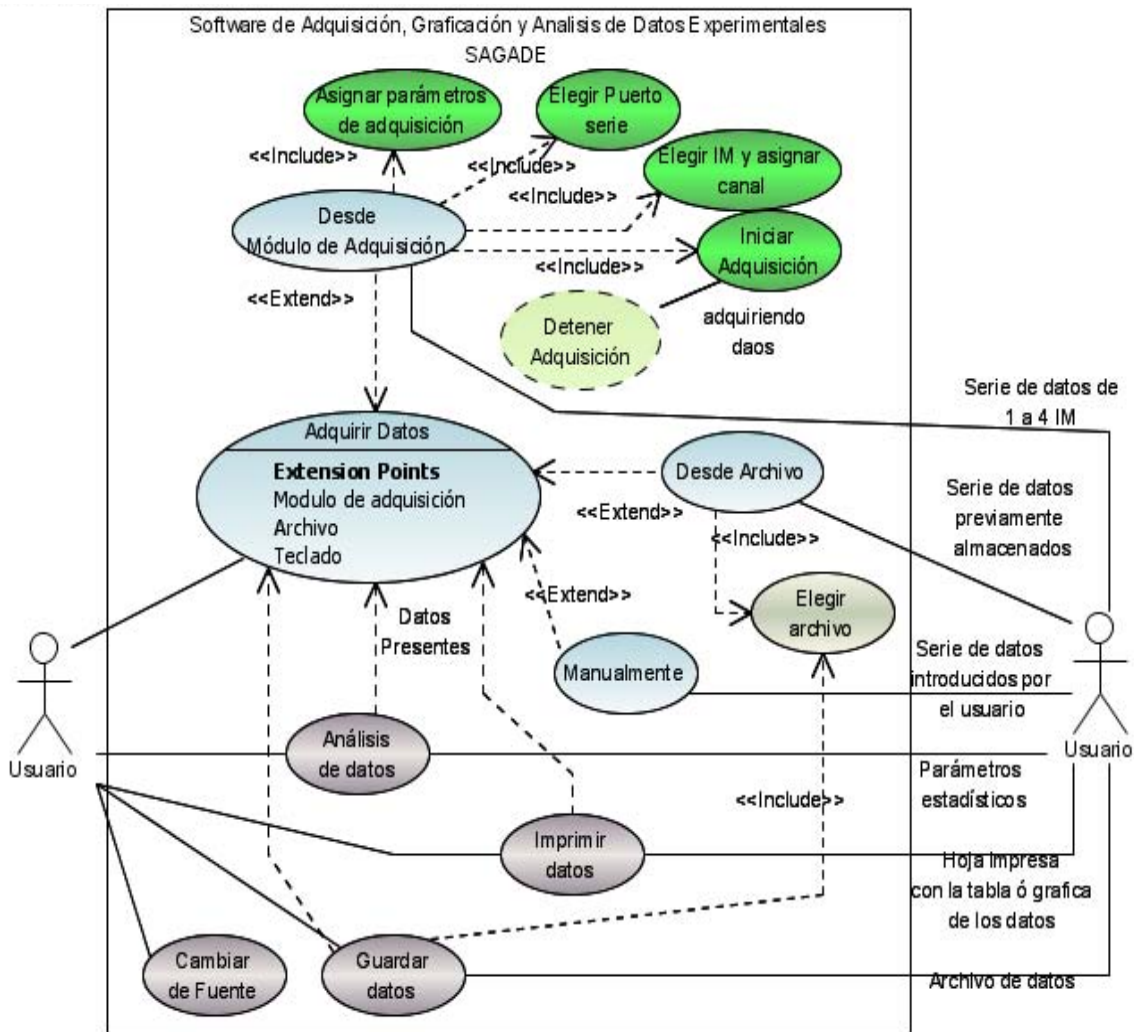 Software de Adquisición, Graficación y Analisis de Datos Experimentales
SAGADE
Asignar parámetros
de adquisición
Elegir Puerto
serie
<<Include>>
<<Include>>
Elegir IM y asignar
canal
<<Include>>
Desde
Módulo de Adquisición
Iniciar
Adquisición
<<Include>>
<<Extend>>
adquiriendo
daos
Detener
Adquisición
Serie de datos de
1 a 4 IM
Adquirir Datos
Extension Points
Modulo de adquisición
Archivo
Teclado
Desde Archivo
<<Extend>>
<<Include>>
Serie de datos
previamente
almacenados
<<Extend>>
Elegir
archivo
Datos
Presentes
Manualmente
Serie de datos
introducidos por
el usuario
Usuario
Usuario
Análisis
de datos
Parámetros
estadísticos
<<Include>>
Imprimir
datos
Hoja impresa
con la tabla ó grafica
de los datos
Cambiar
de Fuente
Guardar
datos
Archivo de datos